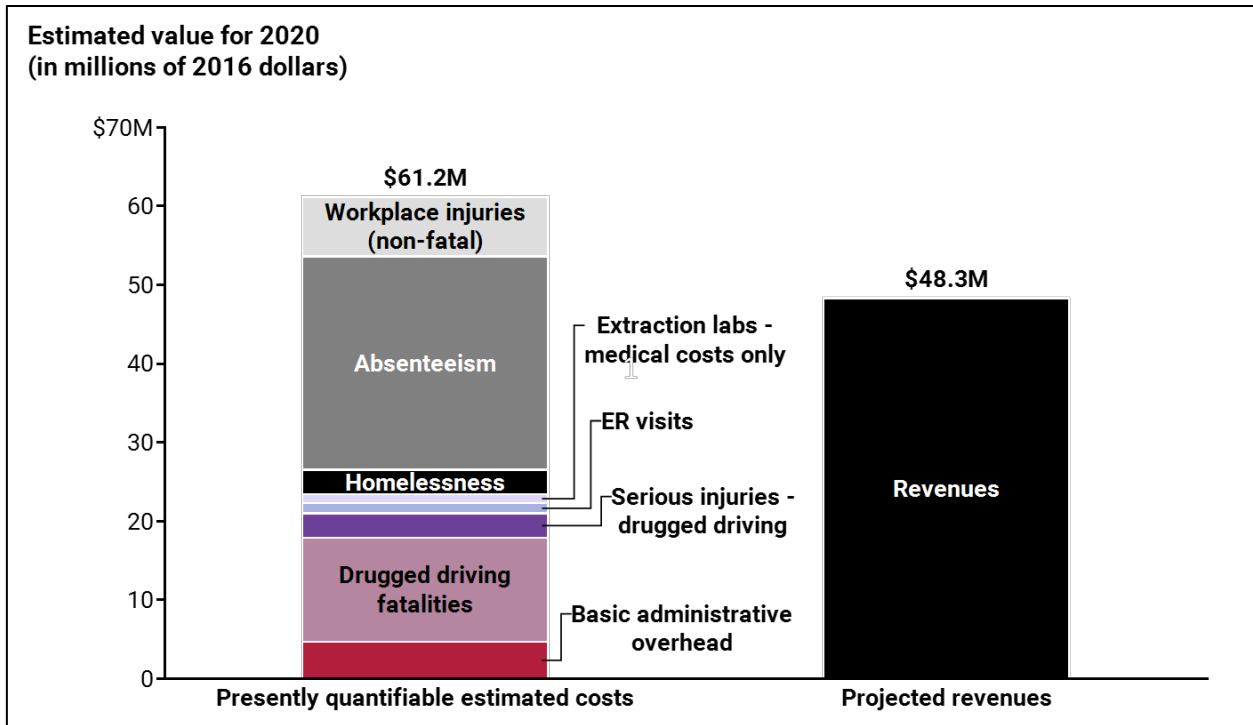 Estimated value for 2020
(in millions of 2016 dollars)
$70M
60
50
40
30
20
10
0
$61.2M
Workplace injuries
(non-fatal)
Absenteeism
Homelessness
Drugged driving
fatalities
Extraction labs -
medical costs only
ER visits
Serious injuries -
drugged driving
Basic administrative
overhead
$48.3M
Revenues
Presently quantifiable estimated costs
Projected revenues